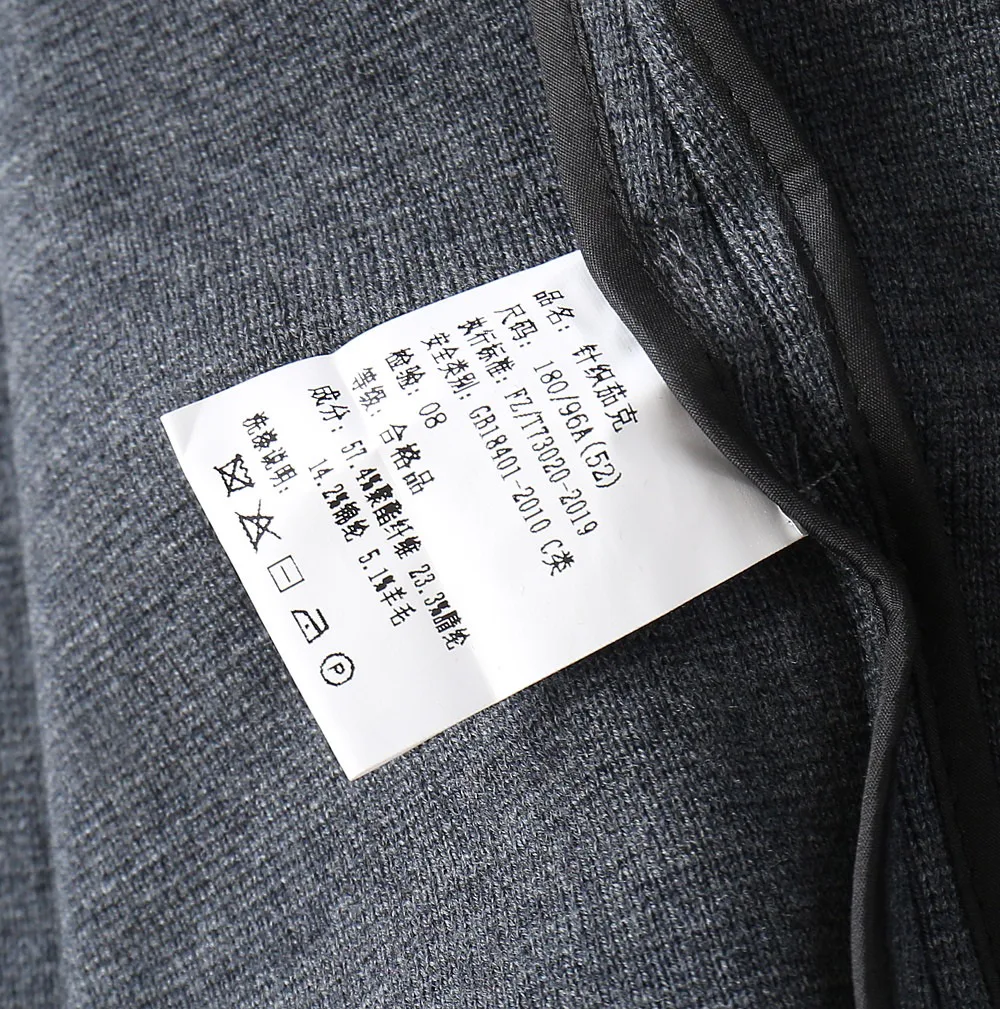 品名: 针织茄克
尺码: 180/96A(52)
执行标准: FZ/T73020-2019
安全类别: GB18401-2010 C类
检验: 08
等级: 合格品
成分: 57.4%聚酯纤维 23.3%腈纶
14.2%锦纶 5.1%羊毛
洗涤说明:
P